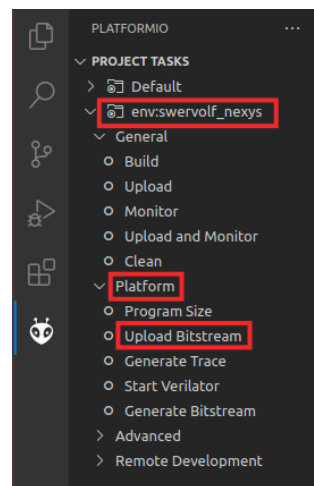 PLATFORMIO ...
PROJECT TASKS
Default
env:swervolf_nexys
General
Build
Upload
Monitor
Upload and Monitor
Clean
Platform
Program Size
Upload Bitstream
Generate Trace
Start Verilator
Generate Bitstream
Advanced
Remote Development